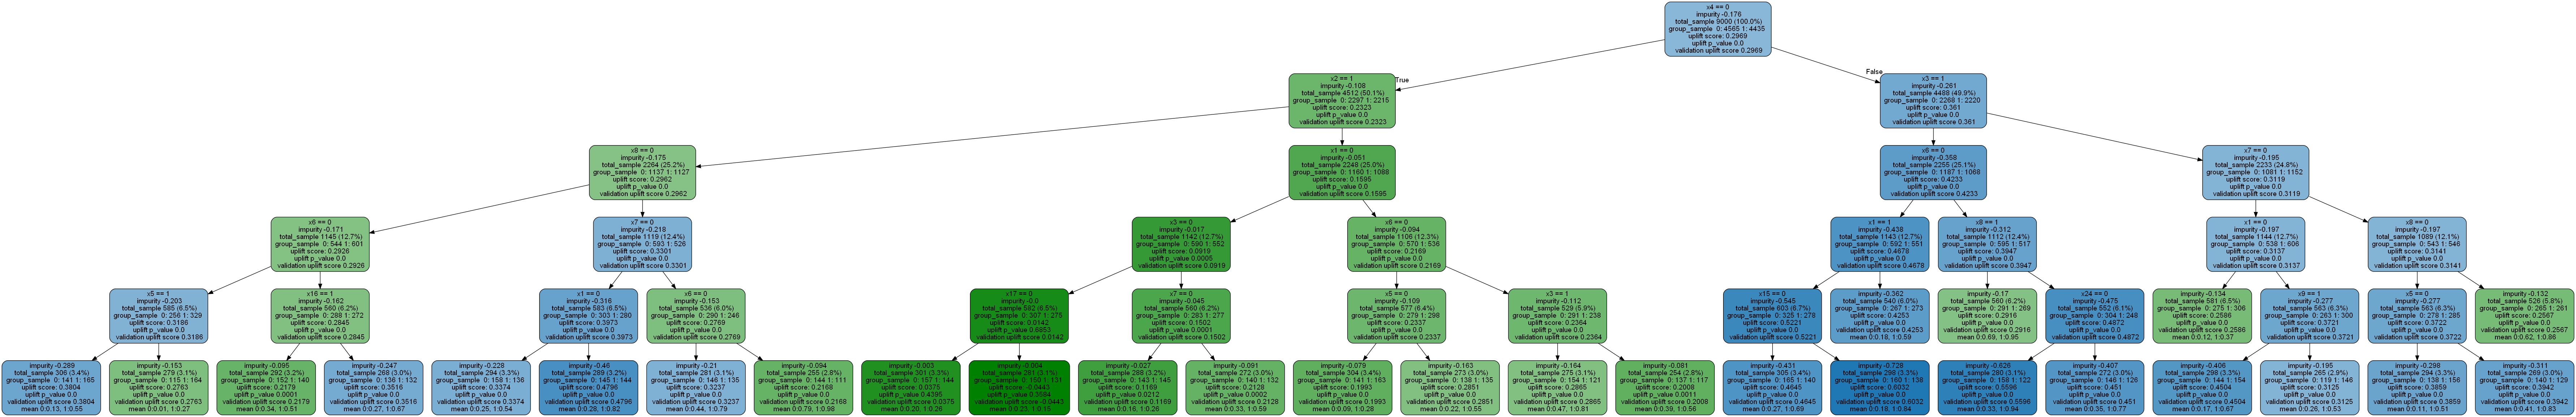 x4 == 0
impurity -0.176
total_sample 9000 (100.0%)
group_sample 0: 4565 1: 4435
uplift score: 0.2969
uplift p_value 0.0
validation uplift score 0.2969
True
False
x2 == 1
impurity -0.108
total_sample 4512 (50.1%)
group_sample 0: 2297 1: 2215
uplift score: 0.2323
uplift p_value 0.0
validation uplift score 0.2323
x3 == 1
impurity -0.261
total_sample 4488 (49.9%)
group_sample 0: 2268 1: 2220
uplift score: 0.361
uplift p_value 0.0
validation uplift score 0.361
x8 == 0
impurity -0.175
total_sample 2264 (25.2%)
group_sample 0: 1137 1: 1127
uplift score: 0.2962
uplift p_value 0.0
validation uplift score 0.2962
x1 == 0
impurity -0.051
total_sample 2248 (25.0%)
group_sample 0: 1160 1: 1088
uplift score: 0.1595
uplift p_value 0.0
validation uplift score 0.1595
x6 == 0
impurity -0.358
total_sample 2255 (25.1%)
group_sample 0: 1187 1: 1068
uplift score: 0.4233
uplift p_value 0.0
validation uplift score 0.4233
x7 == 0
impurity -0.195
total_sample 2233 (24.8%)
group_sample 0: 1081 1: 1152
uplift score: 0.3119
uplift p_value 0.0
validation uplift score 0.3119
x6 == 0
impurity -0.171
total_sample 1145 (12.7%)
group_sample 0: 544 1: 601
uplift score: 0.2926
uplift p_value 0.0
validation uplift score 0.2926
x7 == 0
impurity -0.218
total_sample 1119 (12.4%)
group_sample 0: 593 1: 526
uplift score: 0.3301
uplift p_value 0.0
validation uplift score 0.3301
x3 == 0
impurity -0.017
total_sample 1142 (12.7%)
group_sample 0: 590 1: 552
uplift score: 0.0919
uplift p_value 0.0005
validation uplift score 0.0919
x6 == 0
impurity -0.094
total_sample 1106 (12.3%)
group_sample 0: 570 1: 536
uplift score: 0.2169
uplift p_value 0.0
validation uplift score 0.2169
x1 == 1
impurity -0.438
total_sample 1143 (12.7%)
group_sample 0: 592 1: 551
uplift score: 0.4678
uplift p_value 0.0
validation uplift score 0.4678
x8 == 1
impurity -0.312
total_sample 1112 (12.4%)
group_sample 0: 595 1: 517
uplift score: 0.3947
uplift p_value 0.0
validation uplift score 0.3947
x1 == 0
impurity -0.197
total_sample 1144 (12.7%)
group_sample 0: 538 1: 606
uplift score: 0.3137
uplift p_value 0.0
validation uplift score 0.3137
x8 == 0
impurity -0.197
total_sample 1089 (12.1%)
group_sample 0: 543 1: 546
uplift score: 0.3141
uplift p_value 0.0
validation uplift score 0.3141
x5 == 1
impurity -0.203
total_sample 585 (6.5%)
group_sample 0: 256 1: 329
uplift score: 0.3186
uplift p_value 0.0
validation uplift score 0.3186
x16 == 1
impurity -0.162
total_sample 560 (6.2%)
group_sample 0: 288 1: 272
uplift score: 0.2845
uplift p_value 0.0
validation uplift score 0.2845
x1 == 0
impurity -0.316
total_sample 583 (6.5%)
group_sample 0: 303 1: 280
uplift score: 0.3973
uplift p_value 0.0
validation uplift score 0.3973
x6 == 0
impurity -0.153
total_sample 536 (6.0%)
group_sample 0: 290 1: 246
uplift score: 0.2769
uplift p_value 0.0
validation uplift score 0.2769
x17 == 0
impurity -0.0
total_sample 582 (6.5%)
group_sample 0: 307 1: 275
uplift score: 0.0142
uplift p_value 0.6953
validation uplift score 0.0142
x7 == 0
impurity -0.045
total_sample 560 (6.2%)
group_sample 0: 283 1: 277
uplift score: 0.1502
uplift p_value 0.0001
validation uplift score 0.1502
x5 == 0
impurity -0.109
total_sample 577 (6.4%)
group_sample 0: 279 1: 298
uplift score: 0.2337
uplift p_value 0.0
validation uplift score 0.2337
x3 == 1
impurity -0.112
total_sample 529 (5.9%)
group_sample 0: 291 1: 238
uplift score: 0.2364
uplift p_value 0.0
validation uplift score 0.2364
x15 == 0
impurity -0.545
total_sample 603 (6.7%)
group_sample 0: 325 1: 278
uplift score: 0.5221
uplift p_value 0.0
validation uplift score 0.5221
impurity -0.362
total_sample 540 (6.0%)
group_sample 0: 267 1: 273
uplift score: 0.4253
uplift p_value 0.0
validation uplift score 0.4253
mean 0:0.18, 1:0.59
impurity -0.17
total_sample 560 (6.2%)
group_sample 0: 291 1: 269
uplift score: 0.2916
uplift p_value 0.0
validation uplift score 0.2916
mean 0:0.69, 1:0.95
x24 == 0
impurity -0.475
total_sample 552 (6.1%)
group_sample 0: 304 1: 248
uplift score: 0.4872
uplift p_value 0.0
validation uplift score 0.4872
impurity -0.134
total_sample 581 (6.5%)
group_sample 0: 275 1: 306
uplift score: 0.2586
uplift p_value 0.0
validation uplift score 0.2586
mean 0:0.12, 1:0.37
x9 == 1
impurity -0.277
total_sample 563 (6.3%)
group_sample 0: 263 1: 300
uplift score: 0.3721
uplift p_value 0.0
validation uplift score 0.3721
x5 == 0
impurity -0.277
total_sample 563 (6.3%)
group_sample 0: 278 1: 285
uplift score: 0.3722
uplift p_value 0.0
validation uplift score 0.3722
impurity -0.132
total_sample 526 (5.8%)
group_sample 0: 265 1: 261
uplift score: 0.2567
uplift p_value 0.0
validation uplift score 0.2567
mean 0:0.62, 1:0.86
impurity -0.289
total_sample 306 (3.4%)
group_sample 0: 141 1: 165
uplift score: 0.3804
uplift p_value 0.0
validation uplift score 0.3804
mean 0:0.13, 1:0.55
impurity -0.153
total_sample 279 (3.1%)
group_sample 0: 115 1: 164
uplift score: 0.2763
uplift p_value 0.0
validation uplift score 0.2763
mean 0:0.01, 1:0.27
impurity -0.095
total_sample 292 (3.2%)
group_sample 0: 152 1: 140
uplift score: 0.2179
uplift p_value 0.0001
validation uplift score 0.2179
mean 0:0.34, 1:0.51
impurity -0.247
total_sample 268 (3.0%)
group_sample 0: 136 1: 132
uplift score: 0.3516
uplift p_value 0.0
validation uplift score 0.3516
mean 0:0.27, 1:0.67
impurity -0.228
total_sample 294 (3.3%)
group_sample 0: 158 1: 136
uplift score: 0.3374
uplift p_value 0.0
validation uplift score 0.3374
mean 0:0.25, 1:0.54
impurity -0.46
total_sample 289 (3.2%)
group_sample 0: 145 1: 144
uplift score: 0.4796
uplift p_value 0.0
validation uplift score 0.4796
mean 0:0.28, 1:0.82
impurity -0.21
total_sample 281 (3.1%)
group_sample 0: 146 1: 135
uplift score: 0.3237
uplift p_value 0.0
validation uplift score 0.3237
mean 0:0.44, 1:0.79
impurity -0.094
total_sample 255 (2.8%)
group_sample 0: 144 1: 111
uplift score: 0.2168
uplift p_value 0.0
validation uplift score 0.2168
mean 0:0.79, 1:0.98
impurity -0.003
total_sample 301 (3.3%)
group_sample 0: 157 1: 144
uplift score: 0.0375
uplift p_value 0.4395
validation uplift score 0.0375
mean 0:0.20, 1:0.26
impurity -0.004
total_sample 281 (3.1%)
group_sample 0: 150 1: 131
uplift score: -0.0443
uplift p_value 0.3584
validation uplift score -0.0443
mean 0:0.23, 1:0.15
impurity -0.027
total_sample 288 (3.2%)
group_sample 0: 143 1: 145
uplift score: 0.1169
uplift p_value 0.0212
validation uplift score 0.1169
mean 0:0.16, 1:0.26
impurity -0.091
total_sample 272 (3.0%)
group_sample 0: 140 1: 132
uplift score: 0.2128
uplift p_value 0.0002
validation uplift score 0.2128
mean 0:0.33, 1:0.59
impurity -0.079
total_sample 304 (3.4%)
group_sample 0: 141 1: 163
uplift score: 0.1993
uplift p_value 0.0
validation uplift score 0.1993
mean 0:0.09, 1:0.28
impurity -0.163
total_sample 273 (3.0%)
group_sample 0: 138 1: 135
uplift score: 0.2851
uplift p_value 0.0
validation uplift score 0.2851
mean 0:0.22, 1:0.55
impurity -0.164
total_sample 275 (3.1%)
group_sample 0: 154 1: 121
uplift score: 0.2865
uplift p_value 0.0
validation uplift score 0.2865
mean 0:0.47, 1:0.81
impurity -0.081
total_sample 254 (2.8%)
group_sample 0: 137 1: 117
uplift score: 0.2008
uplift p_value 0.0011
validation uplift score 0.2008
mean 0:0.39, 1:0.56
impurity -0.431
total_sample 305 (3.4%)
group_sample 0: 165 1: 140
uplift score: 0.4645
uplift p_value 0.0
validation uplift score 0.4645
mean 0:0.27, 1:0.69
impurity -0.728
total_sample 298 (3.3%)
group_sample 0: 160 1: 138
uplift score: 0.6032
uplift p_value 0.0
validation uplift score 0.6032
mean 0:0.18, 1:0.84
impurity -0.626
total_sample 280 (3.1%)
group_sample 0: 158 1: 122
uplift score: 0.5596
uplift p_value 0.0
validation uplift score 0.5596
mean 0:0.33, 1:0.94
impurity -0.407
total_sample 272 (3.0%)
group_sample 0: 146 1: 126
uplift score: 0.451
uplift p_value 0.0
validation uplift score 0.451
mean 0:0.35, 1:0.77
impurity -0.406
total_sample 298 (3.3%)
group_sample 0: 144 1: 154
uplift score: 0.4504
uplift p_value 0.0
validation uplift score 0.4504
mean 0:0.17, 1:0.67
impurity -0.195
total_sample 265 (2.9%)
group_sample 0: 119 1: 146
uplift score: 0.3125
uplift p_value 0.0
validation uplift score 0.3125
mean 0:0.26, 1:0.53
impurity -0.298
total_sample 294 (3.3%)
group_sample 0: 138 1: 156
uplift score: 0.3859
uplift p_value 0.0
validation uplift score 0.3859
mean 0:0.11, 1:0.51
impurity -0.311
total_sample 269 (3.0%)
group_sample 0: 140 1: 129
uplift score: 0.3942
uplift p_value 0.0
validation uplift score 0.3942
mean 0:0.41, 1:0.83